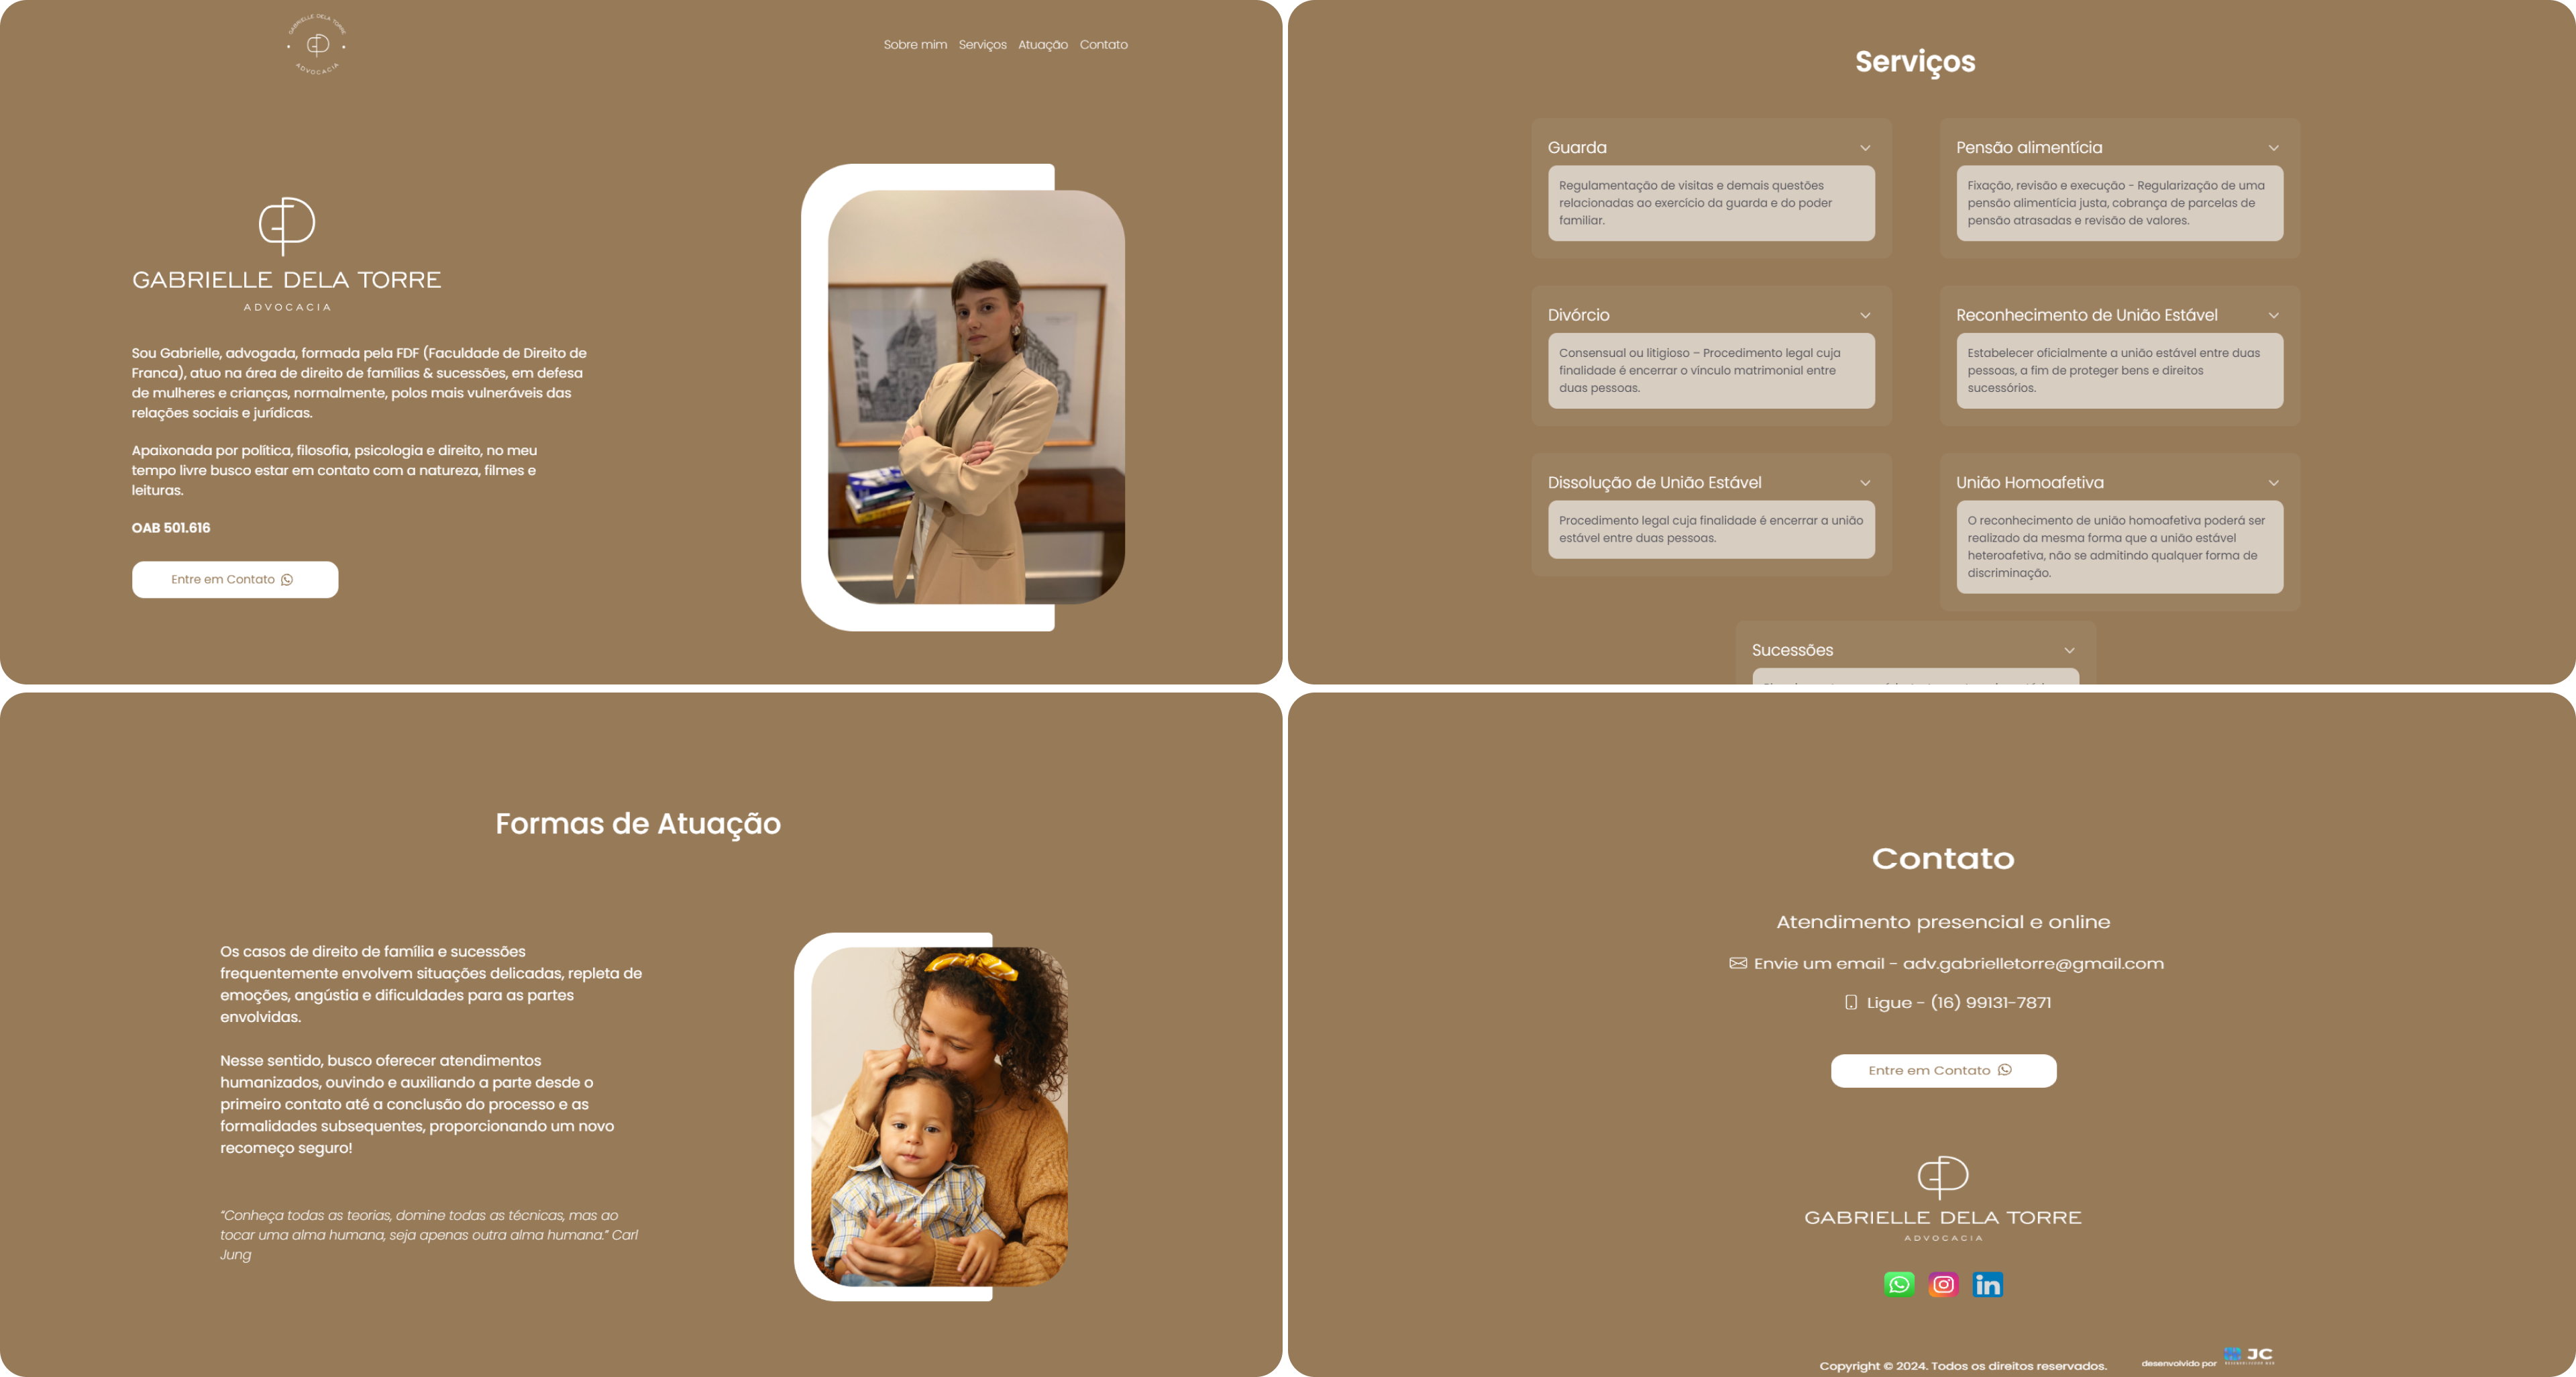 GABRIELLE DELA TORRE
ADVOCACIA
Sobre mim Serviços Atuação Contato
GABRIELLE DELA TORRE
ADVOCACIA
Sou Gabrielle, advogada, formada pela FDF (Faculdade de Direito de
Franca), atuo na área de direito de famílias & sucessões, em defesa
de mulheres e crianças, normalmente, polos mais vulneráveis das
relações sociais e jurídicas.
Apaixonada por política, filosofia, psicologia e direito, no meu
tempo livre busco estar em contato com a natureza, filmes e
leituras.
OAB 501.616
Entre em Contato
Serviços
Guarda
Regulamentação de visitas e demais questões
relacionadas ao exercício da guarda e do poder
familiar.
Pensão alimentícia
Fixação, revisão e execução - Regularização de uma
pensão alimentícia justa, cobrança de parcelas de
pensão atrasadas e revisão de valores.
Divórcio
Consensual ou litigioso – Procedimento legal cuja
finalidade é encerrar o vínculo matrimonial entre
duas pessoas.
Reconhecimento de União Estável
Estabelecer oficialmente a união estável entre duas
pessoas, a fim de proteger bens e direitos
sucessórios.
Dissolução de União Estável
Procedimento legal cuja finalidade é encerrar a união
estável entre duas pessoas.
União Homoafetiva
O reconhecimento de união homoafetiva poderá ser
realizado da mesma forma que a união estável
heteroafetiva, não se admitindo qualquer forma de
discriminação.
Sucessões
Formas de Atuação
Os casos de direito de família e sucessões
frequentemente envolvem situações delicadas, repleta de
emoções, angústia e dificuldades para as partes
envolvidas.
Nesse sentido, busco oferecer atendimentos
humanizados, ouvindo e auxiliando a parte desde o
primeiro contato até a conclusão do processo e as
formalidades subsequentes, proporcionando um novo
recomeço seguro!
“Conheça todas as teorias, domine todas as técnicas, mas ao
tocar uma alma humana, seja apenas outra alma humana.” Carl
Jung
Contato
Atendimento presencial e online
Envie um email - adv.gabrielletorre@gmail.com
Ligue - (16) 99131-7871
Entre em Contato
GABRIELLE DELA TORRE
ADVOCACIA
in
Copyright © 2024. Todos os direitos reservados.
desenvolvido por JC